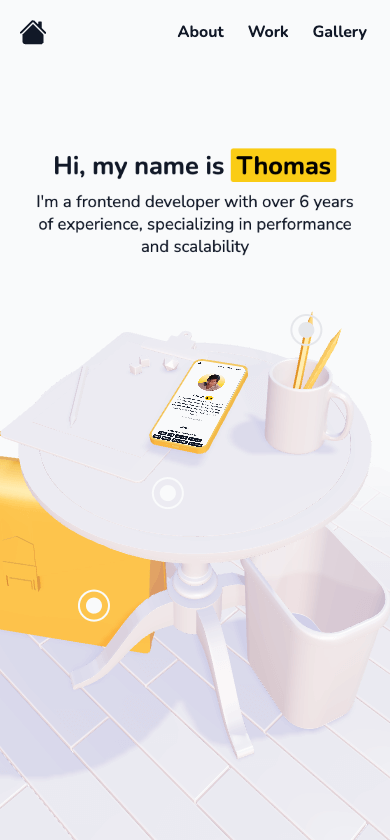 About Work Gallery
Hi, my name is Thomas
I'm a frontend developer with over 6 years
of experience, specializing in performance
and scalability